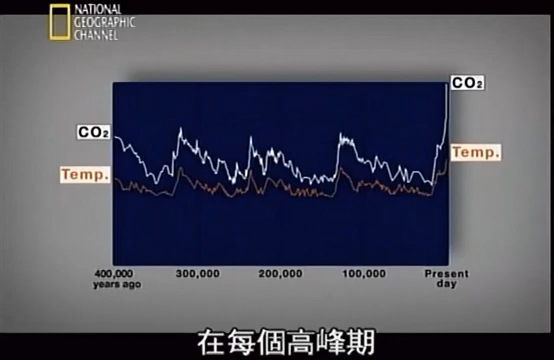 NATIONAL
GEOGRAPHIC
CHANNEL
CO₂
CO₂
Temp.
Temp.
400,000
years ago
300,000
200,000
100,000
Present
day
在每個高峰期